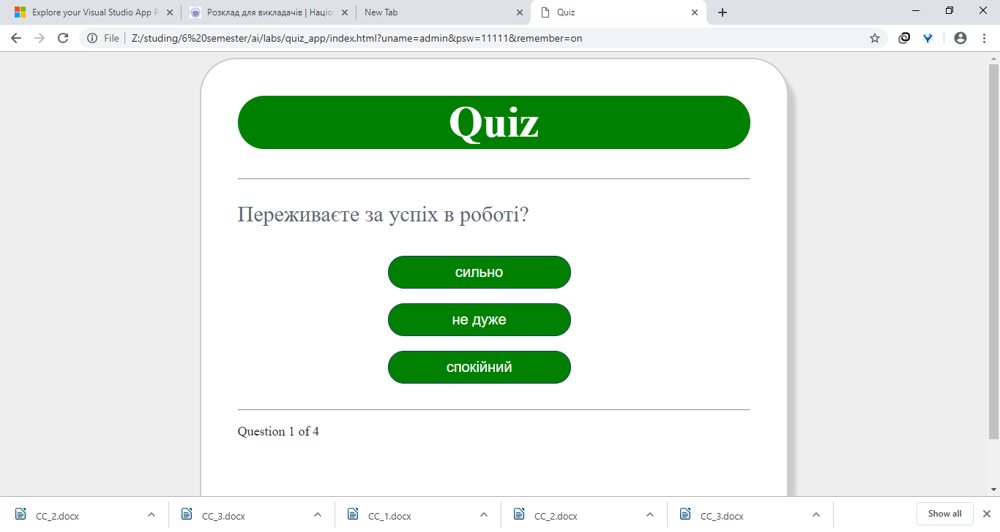 Explore your Visual Studio App P
Розклад для викладачів | Націо
New Tab
Quiz
File
Z:/studing/6%20semester/ai/labs/quiz_app/index.html?uname=admin&psw=11111&remember=on
Quiz
Переживаєте за успіх в роботі?
сильно
не дуже
спокійний
Question 1 of 4
CC_2.docx
CC_3.docx
CC_1.docx
CC_2.docx
CC_3.docx
Show all